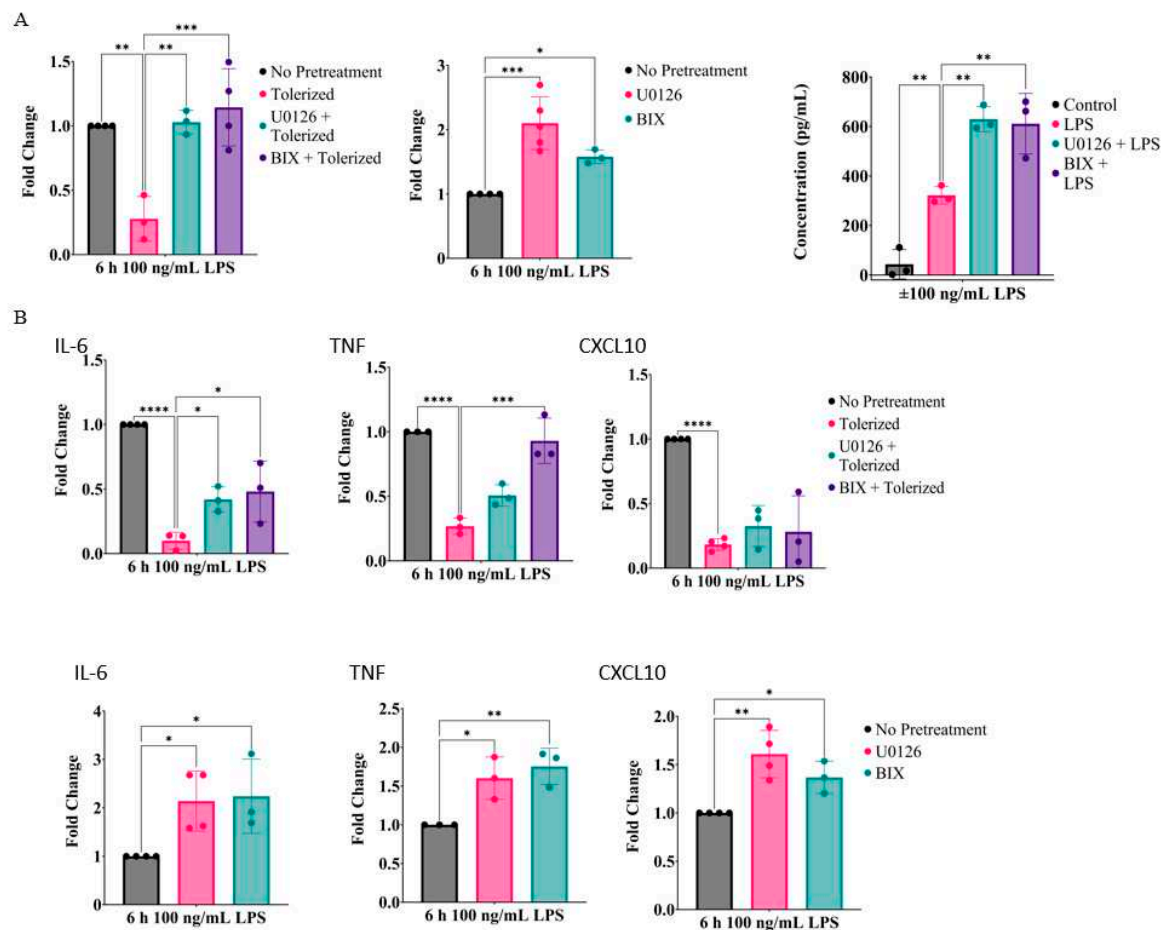 A
Fold Change
1.5
1.0
0.5
0.0
** ** ***
6 h 100 ng/mL LPS
No Pretreatment
Tolerized
U0126 +
Tolerized
BIX + Tolerized
Fold Change
3
2
1
0
*
***
6 h 100 ng/mL LPS
No Pretreatment
U0126
BIX
Concentration (pg/mL)
800
600
400
200
0
**
** **
±100 ng/mL LPS
Control
LPS
U0126 + LPS
BIX +
LPS
B
IL-6
Fold Change
1.5
1.0
0.5
0.0
*
**** *
6 h 100 ng/mL LPS
TNF
Fold Change
1.5
1.0
0.5
0.0
**** ***
6 h 100 ng/mL LPS
CXCL10
Fold Change
1.5
1.0
0.5
0.0
****
6 h 100 ng/mL LPS
No Pretreatment
Tolerized
U0126 +
Tolerized
BIX + Tolerized
IL-6
Fold Change
4
3
2
1
0
*
*
6 h 100 ng/mL LPS
TNF
Fold Change
2.5
2.0
1.5
1.0
0.5
0.0
**
*
6 h 100 ng/mL LPS
CXCL10
Fold Change
2.0
1.5
1.0
0.5
0.0
*
**
6 h 100 ng/mL LPS
No Pretreatment
U0126
BIX